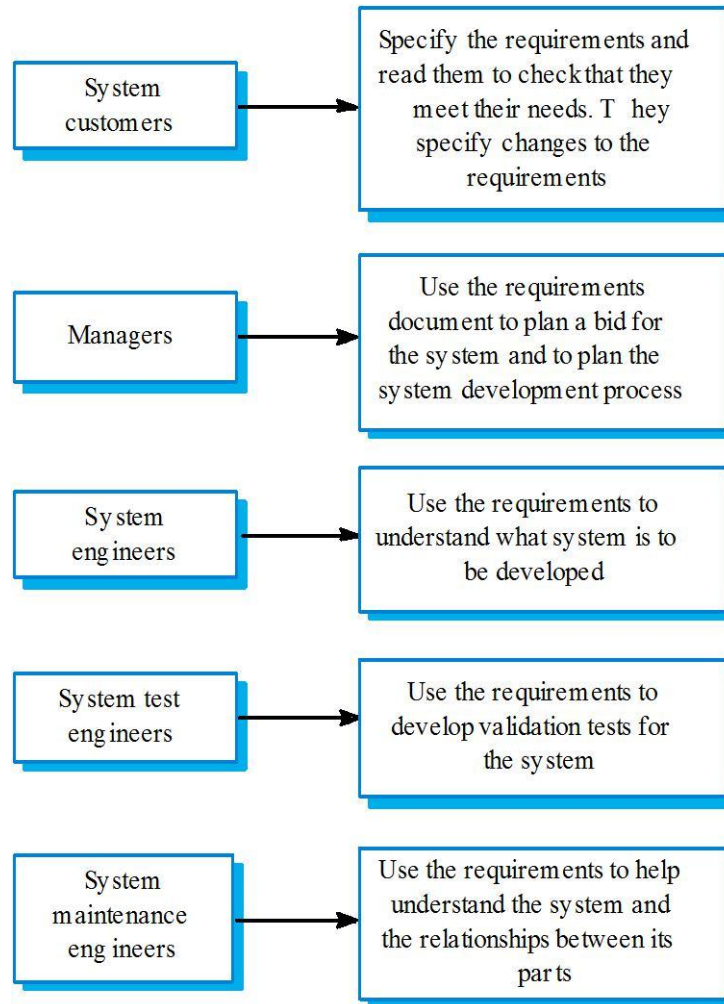 System
customers
Specify the requirements and
read them to check that they
meet their needs. T hey
specify changes to the
requirements
Managers
Use the requirements
document to plan a bid for
the system and to plan the
system development process
System
engineers
Use the requirements to
understand what system is to
be developed
System test
engineers
Use the requirements to
develop validation tests for
the system
System
maintenance
engineers
Use the requirements to help
understand the system and
the relationships between its
parts